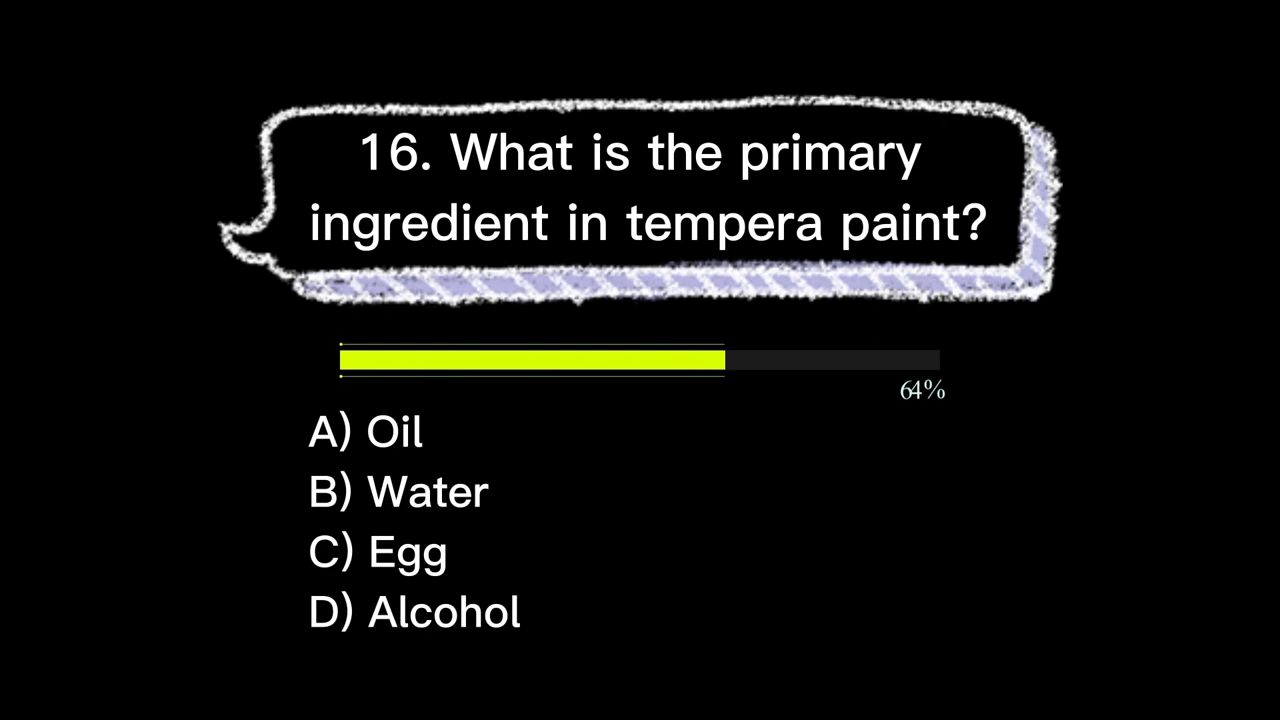 16. What is the primary
ingredient in tempera paint?
64%
A) Oil
B) Water
C) Egg
D) Alcohol